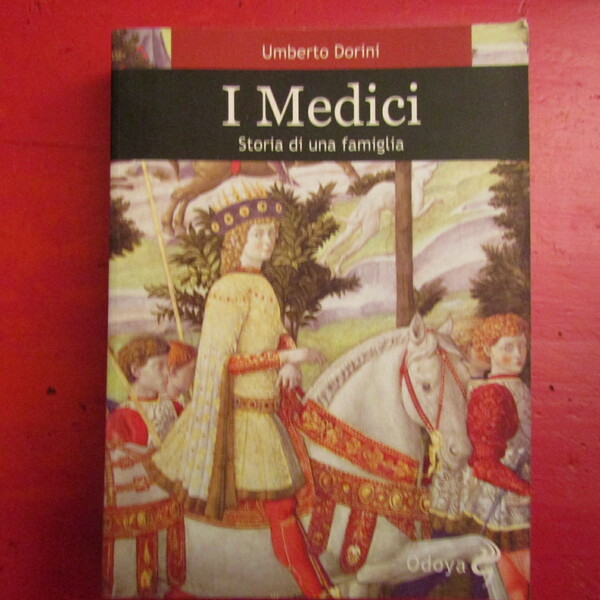 Umberto Dorini
I Medici
Storia di una famiglia
Odoya